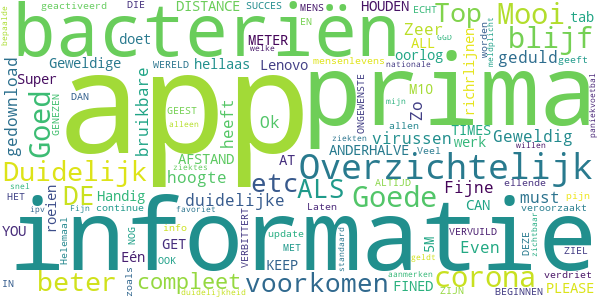 geactiveerd DIE DISTANCE SUCCES MENS HOUDEN ECHT bepaalde
bacterien EN METER Top Mooi
Geweldige doet Zeer ALL blijf tab
gedownload Super DAN WERELD hellaas Lenovo oorlog mensenlevens GGD welke richrlijnen worden geduld geeft meldplicht
Goed GENEZEN app bruikbare GEEST alleen Ok M10 Zo nationale prima ONGEWENSTE mijn paniekvoetbal
heeft virussen allen TIMES Geweldig
Duidelijk AFSTAND ziektes AT ANDERHALVE Veel werk ziekten willen
etc Overzichtelijk
DE hoogte ALS ALTIJD ellende
Handig duidelijke Goede Fijne must
YOU HET roeien snel Fijn continue CAN pijn veroorzaakt
informatie
ipv Eén GET VERBITTERT update Laten 5M Even VERVUILD DEZE zichtbaar
beter Helemaal NOG info favoriet MET KEEP standaard corona ZIEL verdriet
IN zoals compleet OOK duidelijkheid voorkomen FINED aanmerken geldt ZIJN BEGINNEN PLEASE